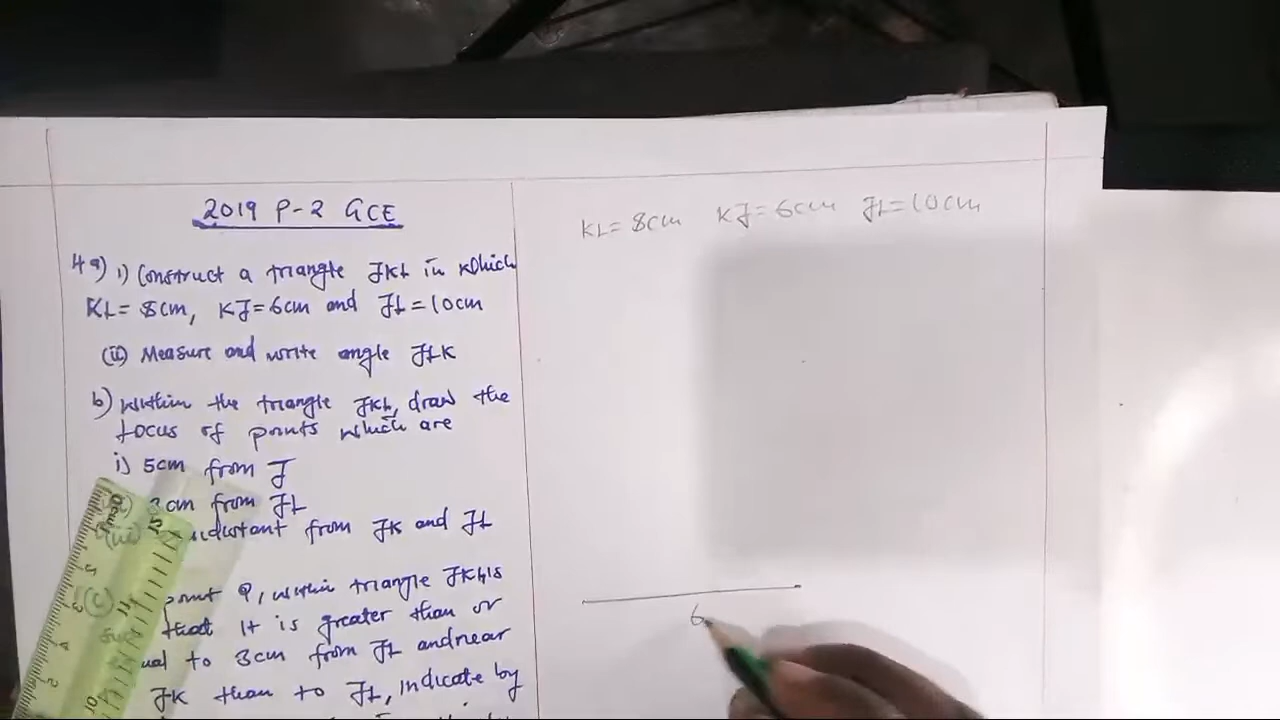 2019 P-2 GCE
4a) i) Construct a triangle JKL in which
KL = 8cm, KJ = 6cm and JL = 10cm
(ii) Measure and write angle JLK
b) Within the triangle JKL, draw the
locus of points which are
i) 5cm from J
cm from JL
(iii) from JK and JL
(c) point P, within triangle JKL is
that it is greater than or
to 3cm from JL and near
JK than to JL, indicate by
KL = 8cm KJ = 6cm JL = 10cm
6